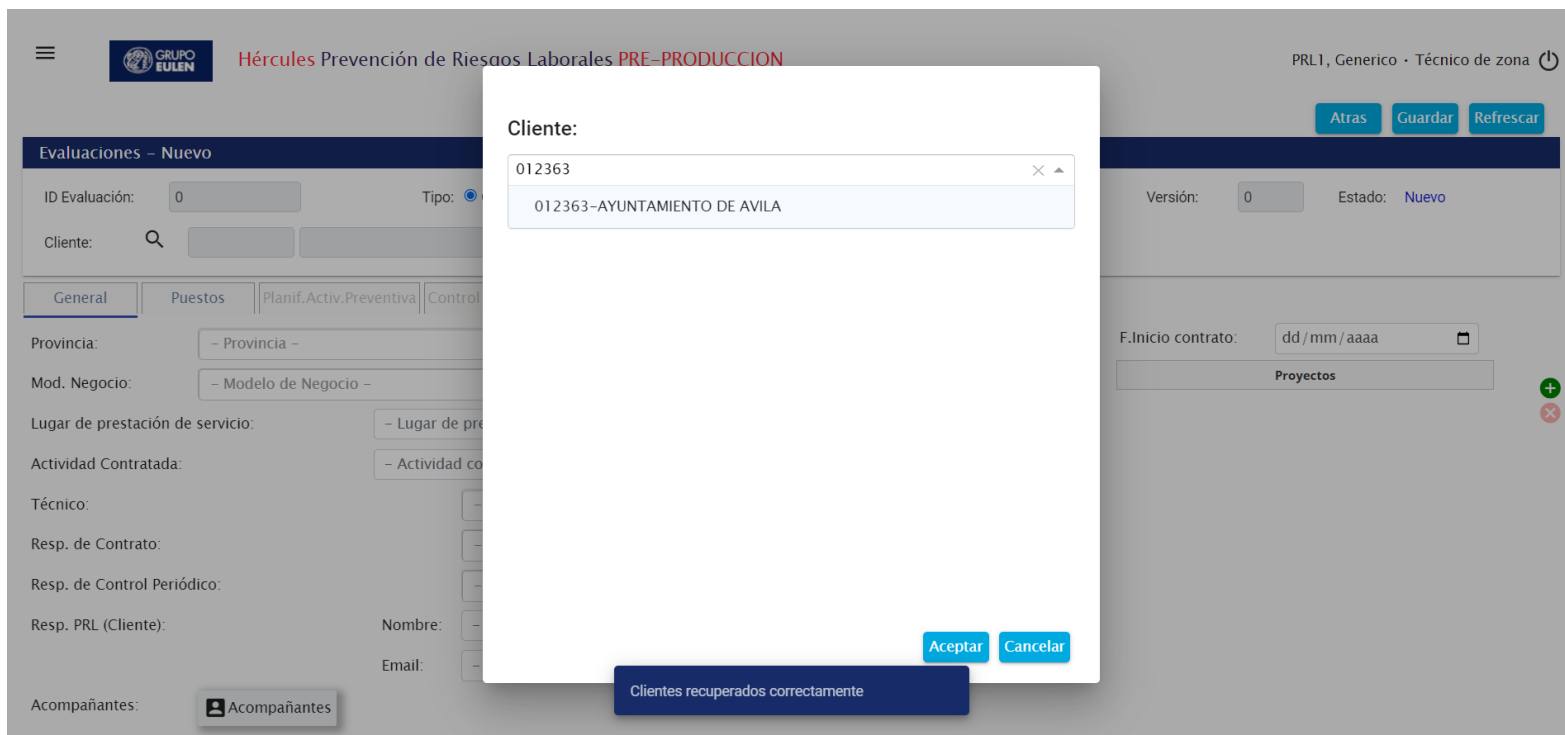 GRUPO
EULEN
Hércules Prevención de Riesgos Laborales PRE-PRODUCCION
PRL1, Generico · Técnico de zona
Atras Guardar Refrescar
Evaluaciones - Nuevo
Cliente:
012363
012363-AYUNTAMIENTO DE AVILA
ID Evaluación: 0 Tipo: Versión: 0 Estado: Nuevo
Cliente:
General Puestos Planif.Activ.Preventiva Control
Provincia: - Provincia - F.Inicio contrato: dd/mm/aaaa
Mod. Negocio: - Modelo de Negocio - Proyectos
Lugar de prestación de servicio: - Lugar de pre
Actividad Contratada: - Actividad co
Técnico: -
Resp. de Contrato: -
Resp. de Control Periódico: -
Resp. PRL (Cliente): Nombre: -
Aceptar Cancelar
Email: -
Clientes recuperados correctamente
Acompañantes: Acompañantes